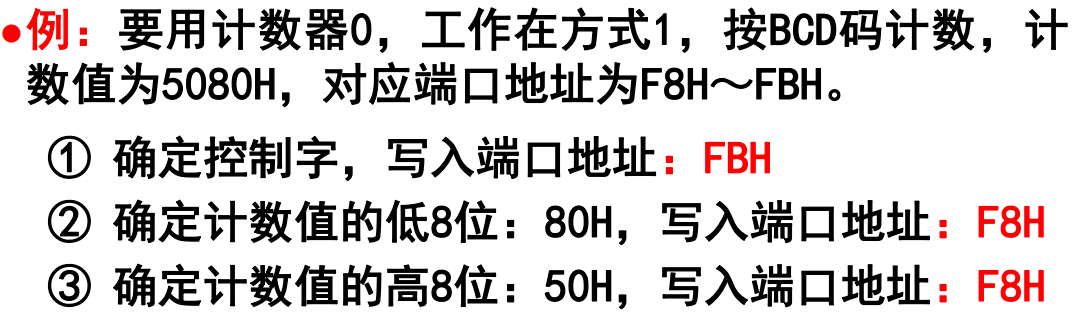 ●例：要用计数器0，工作在方式1，按BCD码计数，计
数值为5080H，对应端口地址为F8H～FBH。
① 确定控制字，写入端口地址：FBH
② 确定计数值的低8位：80H，写入端口地址：F8H
③ 确定计数值的高8位：50H，写入端口地址：F8H